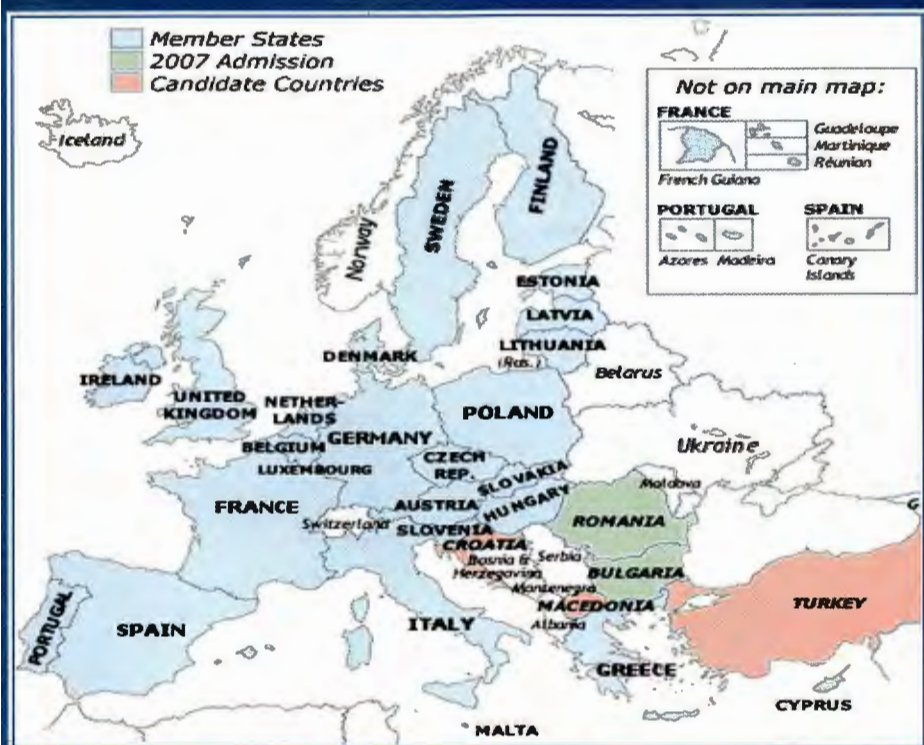 Member States
2007 Admission
Candidate Countries
Not on main map:
FRANCE
Guadeloupe
Martinique
Réunion
French Guiana
PORTUGAL
SPAIN
Azores
Madeira
Canary
Islands
Iceland
Norway
SWEDEN
FINLAND
ESTONIA
LATVIA
LITHUANIA
(Rus.)
DENMARK
Belarus
IRELAND
UNITED
KINGDOM
NETHER-
LANDS
POLAND
BELGIUM
GERMANY
Ukraine
LUXEMBOURG
CZECH
REP.
SLOVAKIA
Moldova
FRANCE
AUSTRIA
HUNGARY
ROMANIA
Switzerland
SLOVENIA
CROATIA
Bosnia &
Herzegovina
Serbia
BULGARIA
Montenegro
MACEDONIA
Albania
TURKEY
PORTUGAL
SPAIN
ITALY
GREECE
CYPRUS
MALTA
G